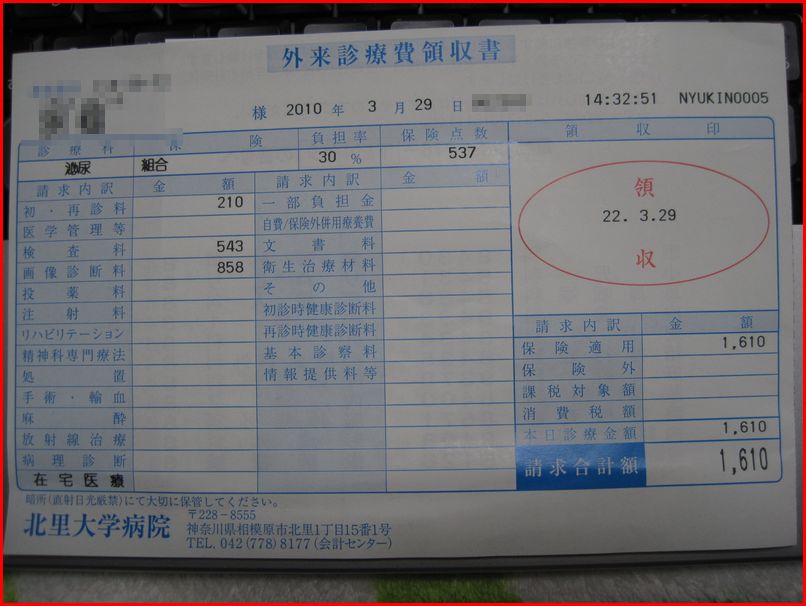 外来診療費領収書
様 2010 年 3 月 29 日 14:32:51 NYUKIN0005
診療科 保険 負担率 保険点数 領収印
泌尿 組合 30 % 537
請求内訳 金額 請求内訳 金額
初・再診料 210 一部負担金
医学管理等 自費/保険外併用療養費
検査料 543 文書料
画像診断料 858 衛生治療材料
投薬料 その他
注射料 初診時健康診断料
リハビリテーション 再診時健康診断料
精神科専門療法 基本診察料
処置 情報提供料等
手術・輸血
麻酔
放射線治療
病理診断
在宅医療
領
22. 3.29
収
請求内訳 金額
保険適用 1,610
保険外
課税対象額
消費税額
本日診療金額 1,610
請求合計額 1,610
暗所(直射日光厳禁)にて大切に保管してください。
北里大学病院
〒228-8555
神奈川県相模原市北里1丁目15番1号
TEL. 042(778)8177(会計センター)